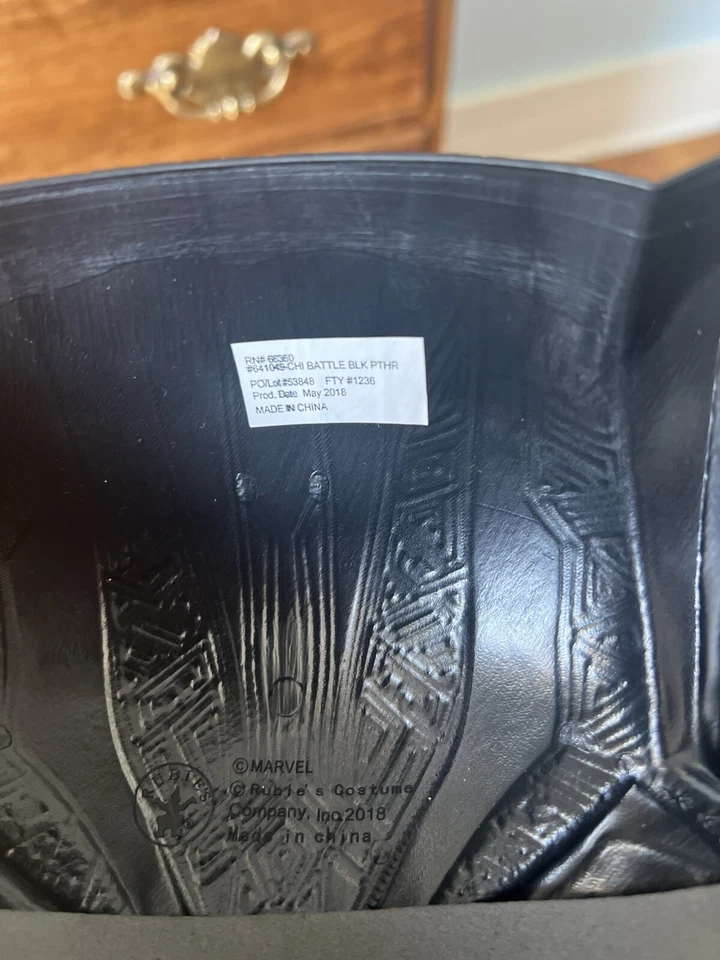 RN# 66360
#641049-CHI BATTLE BLK PTHR
PO/Lot #53848 FTY #1236
Prod. Date May 2018
MADE IN CHINA
©MARVEL
©Rubie's Costume
Company, Inc.2018
Made in china
RUBIE'S